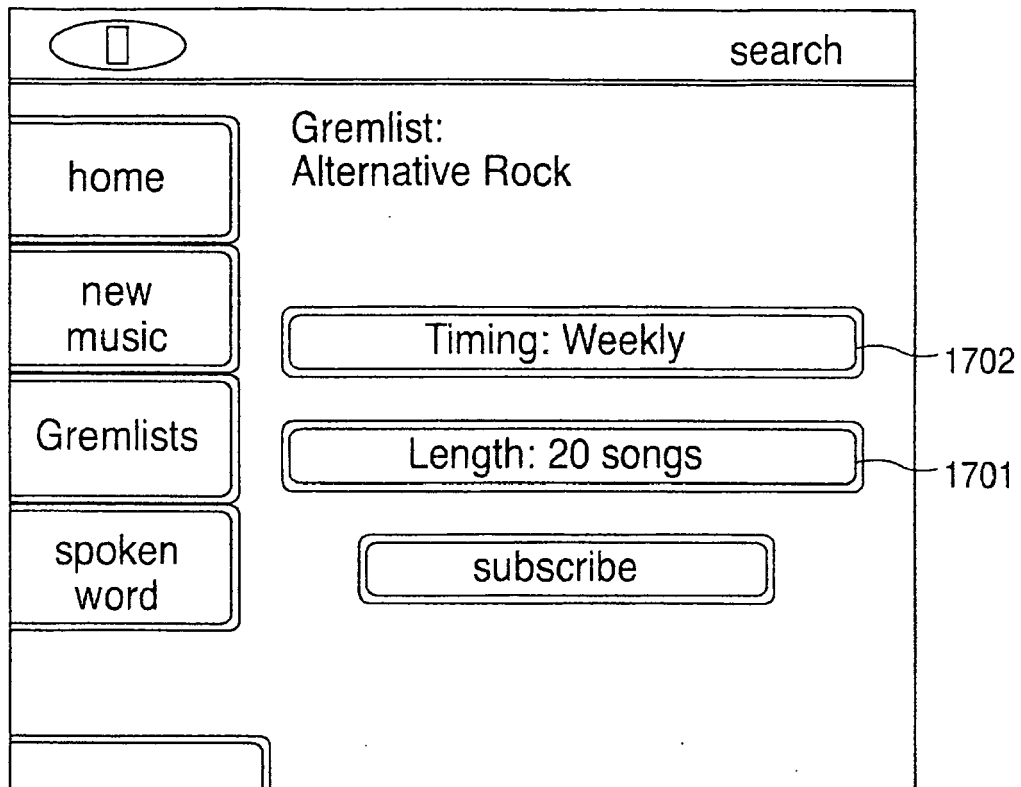 search
home
new
music
Gremlists
spoken
word
Gremlist:
Alternative Rock
Timing: Weekly
1702
Length: 20 songs
1701
subscribe